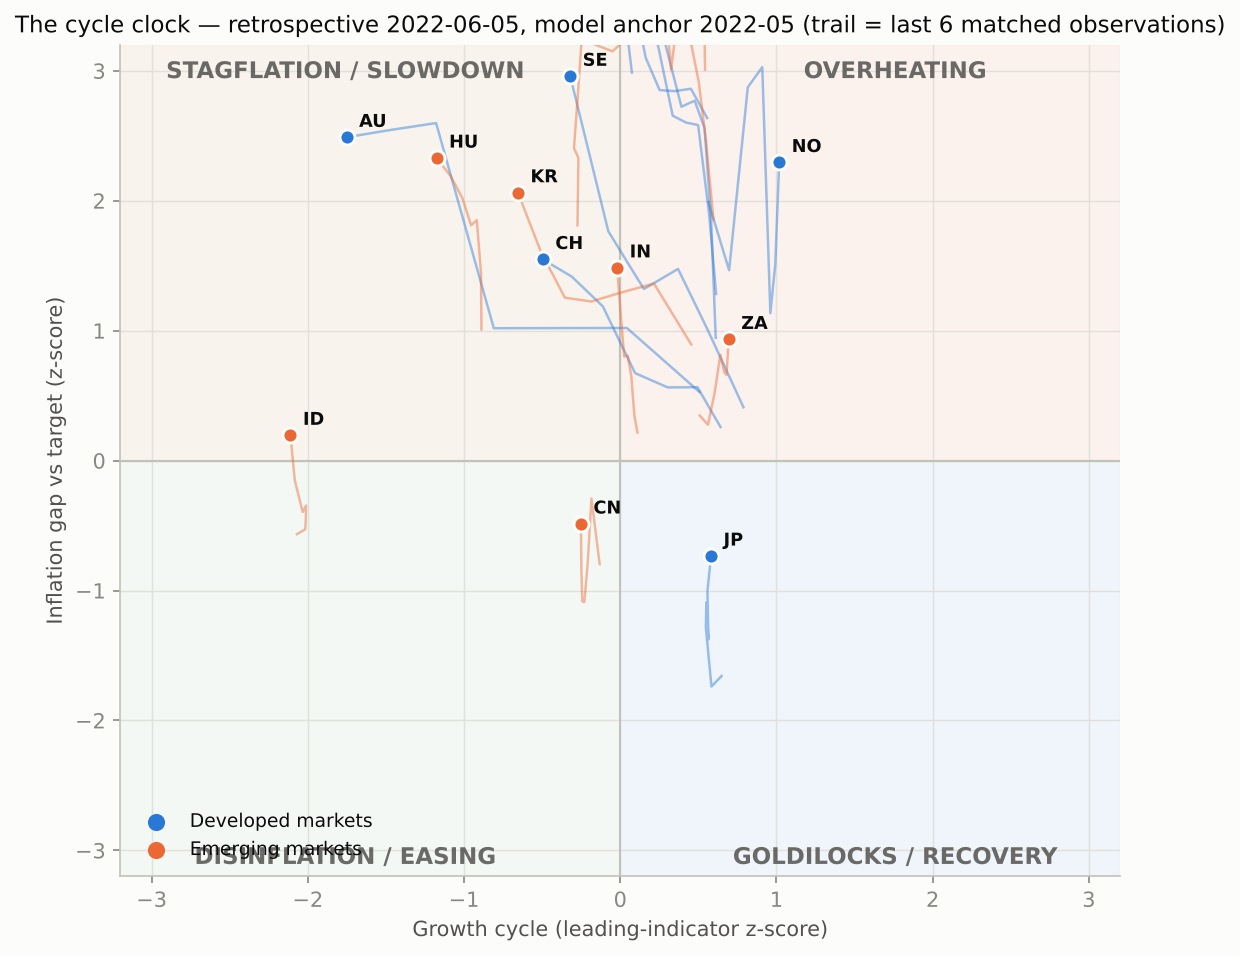 The cycle clock — retrospective 2022-06-05, model anchor 2022-05 (trail = last 6 matched observations)
STAGFLATION / SLOWDOWN
OVERHEATING
SE
AU
HU
NO
KR
CH
IN
ZA
ID
CN
JP
3
2
1
0
−1
−2
−3
Inflation gap vs target (z-score)
Developed markets
Emerging markets
DISINFLATION / EASING
GOLDILOCKS / RECOVERY
−3
−2
−1
0
1
2
3
Growth cycle (leading-indicator z-score)